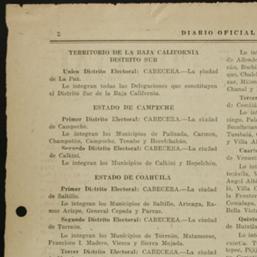 2
DIARIO OFICIAL
TERRITORIO DE LA BAJA CALIFORNIA
DISTRITO SUR
Unico Distrito Electoral: CABECERA.—La ciudad
de La Paz.
Lo integran todas las Delegaciones que constituyen
el Distrito Sur de la Baja California.
ESTADO DE CAMPECHE
Primer Distrito Electoral: CABECERA.—La ciudad
de Campeche.
Lo integran los Municipios de Palizada, Carmen,
Champotón, Campeche, Tenabo y Hecelchakán.
Segundo Distrito Electoral: CABECERA.—La ciudad
de Calkiní.
Lo integran los Municipios de Calkiní y Hopelchén.
ESTADO DE COAHUILA
Primer Distrito Electoral: CABECERA.—La ciudad
de Saltillo.
Lo integran los Municipios de Saltillo, Arteaga, Ra-
mos Arizpe, General Cepeda y Parras.
Segundo Distrito Electoral: CABECERA.—La ciudad
de Torreón.
Lo integran los Municipios de Torreón, Matamoros,
Francisco I. Madero, Viesca y Sierra Mojada.
Tercer Distrito Electoral: CABECERA.—La ciudad